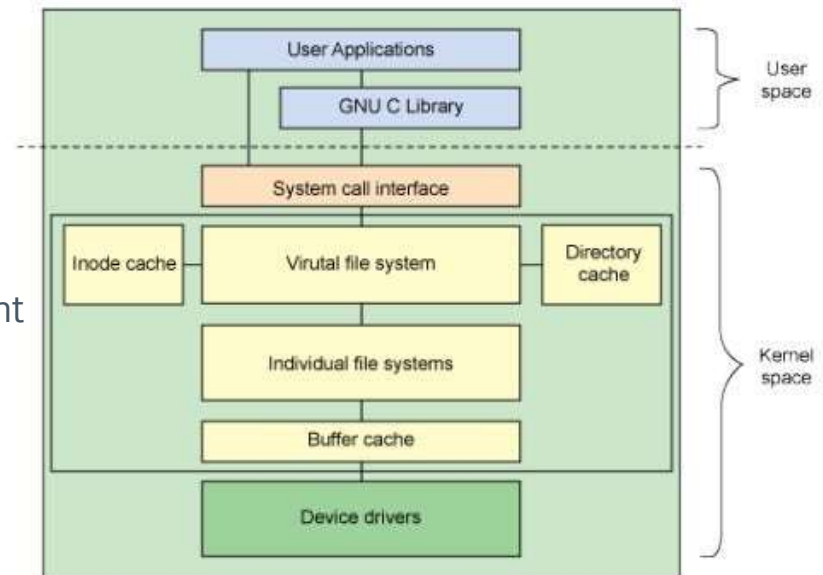 User Applications
GNU C Library
User
space
System call interface
Inode cache
Virutal file system
Directory
cache
nt
Individual file systems
Kernel
space
Buffer cache
Device drivers